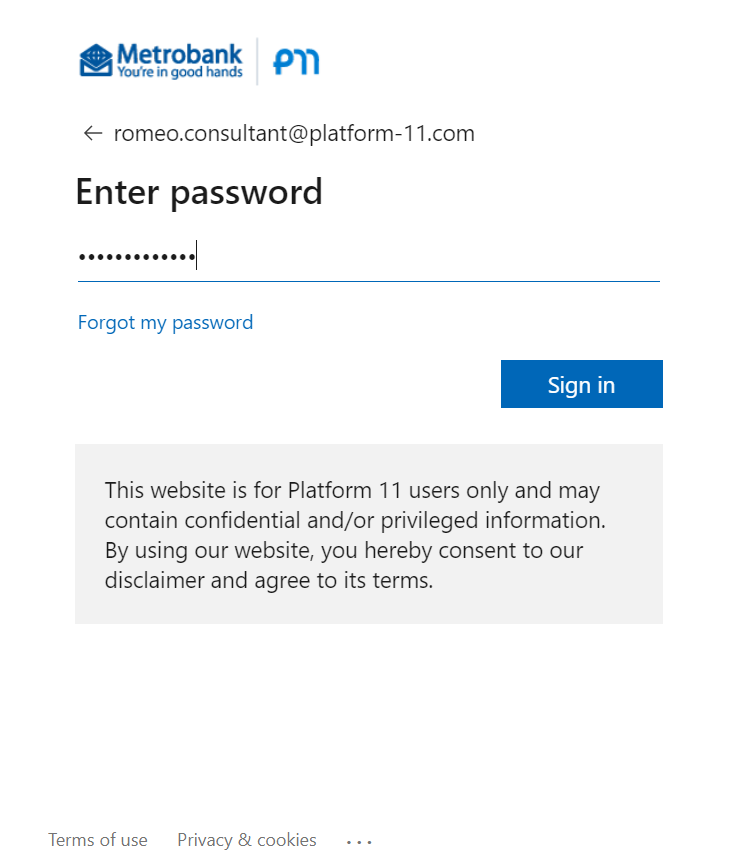 Metrobank
You're in good hands
← romeo.consultant@platform-11.com
Enter password
•••••••••••••
Forgot my password
Sign in
This website is for Platform 11 users only and may
contain confidential and/or privileged information.
By using our website, you hereby consent to our
disclaimer and agree to its terms.
Terms of use Privacy & cookies ...